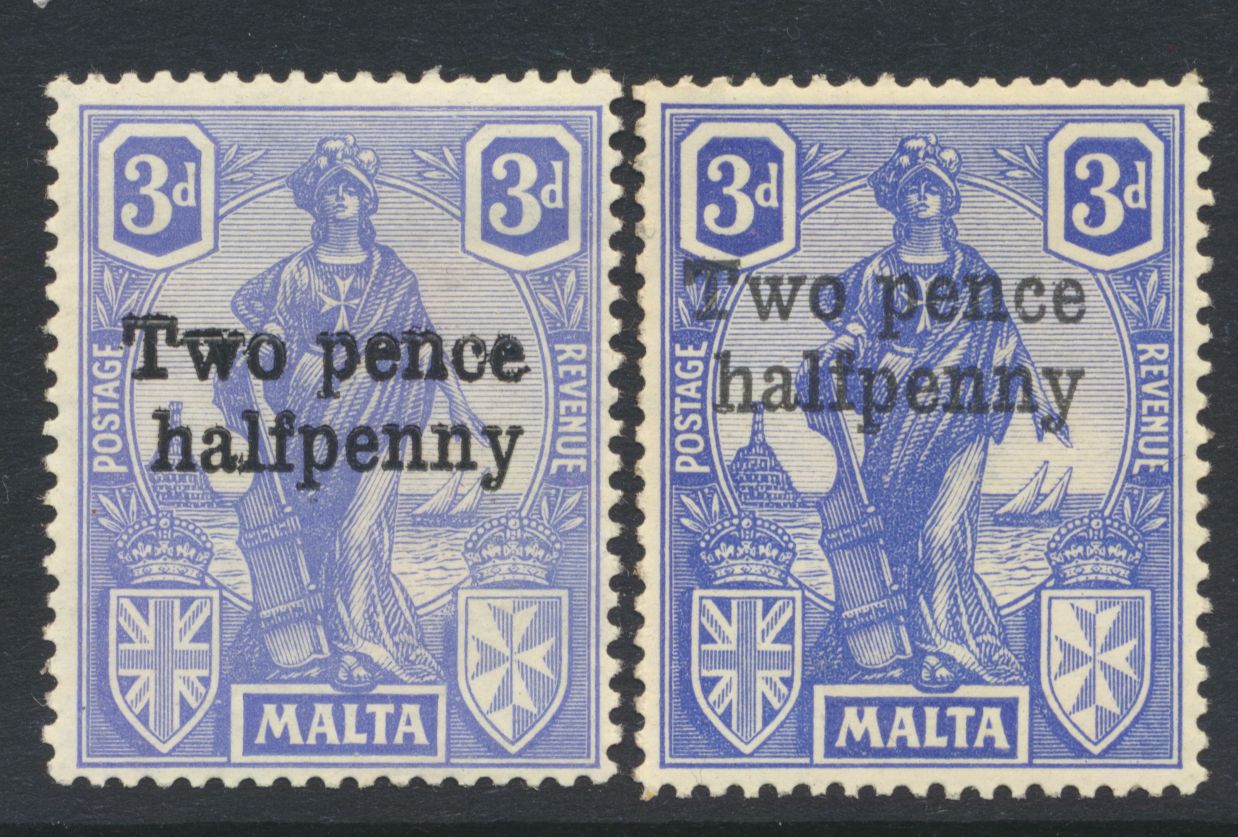 3d 3d
Two pence
halfpenny
POSTAGE
REVENUE
MALTA
3d 3d
Two pence
halfpenny
POSTAGE
REVENUE
MALTA